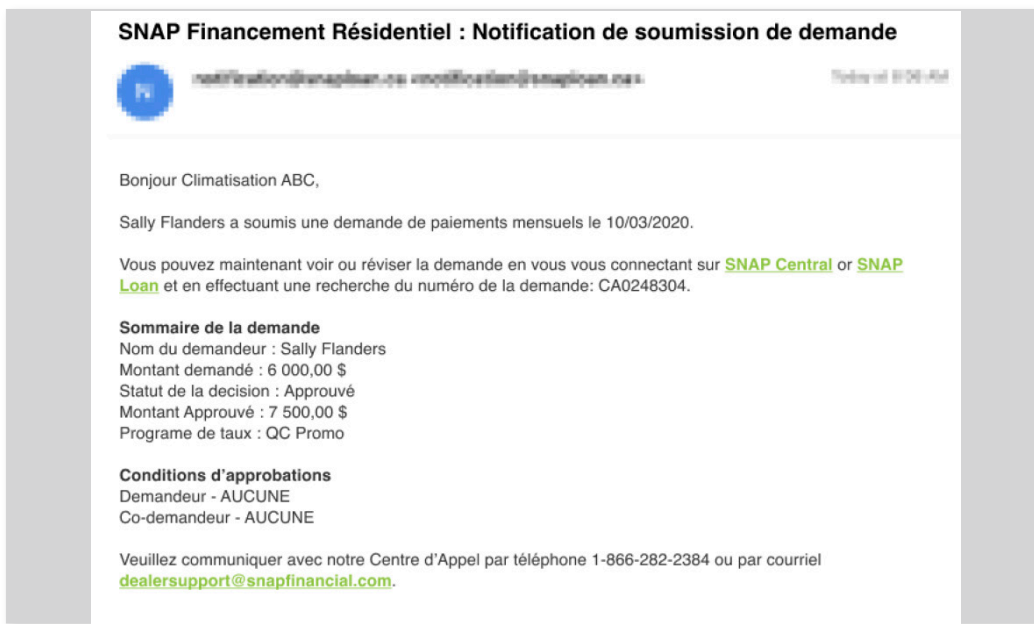 SNAP Financement Résidentiel : Notification de soumission de demande
N
Bonjour Climatisation ABC,
Sally Flanders a soumis une demande de paiements mensuels le 10/03/2020.
Vous pouvez maintenant voir ou réviser la demande en vous vous connectant sur SNAP Central or SNAP
Loan et en effectuant une recherche du numéro de la demande: CA0248304.
Sommaire de la demande
Nom du demandeur : Sally Flanders
Montant demandé : 6 000,00 $
Statut de la decision : Approuvé
Montant Approuvé : 7 500,00 $
Programe de taux : QC Promo
Conditions d'approbations
Demandeur - AUCUNE
Co-demandeur - AUCUNE
Veuillez communiquer avec notre Centre d'Appel par téléphone 1-866-282-2384 ou par courriel
dealersupport@snapfinancial.com.